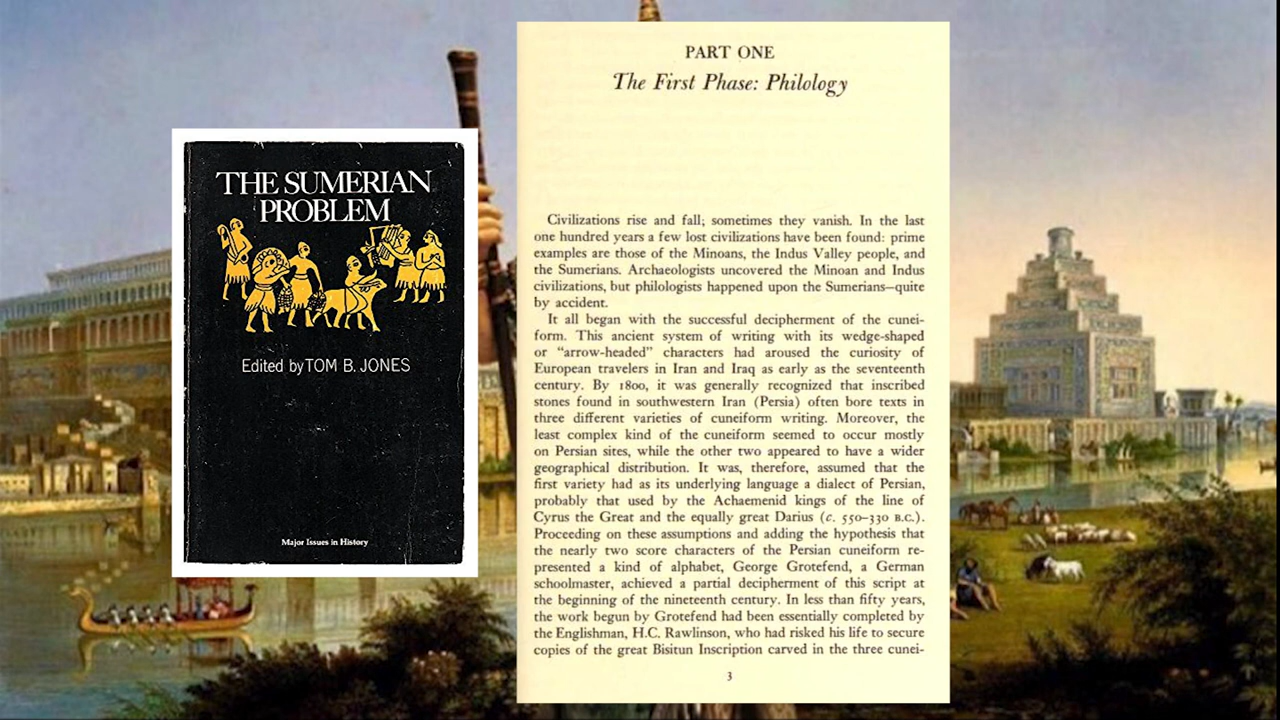 THE SUMERIAN
PROBLEM
Edited by TOM B. JONES
Major Issues in History
PART ONE
The First Phase: Philology
Civilizations rise and fall; sometimes they vanish. In the last
one hundred years a few lost civilizations have been found: prime
examples are those of the Minoans, the Indus Valley people, and
the Sumerians. Archaeologists uncovered the Minoan and Indus
civilizations, but philologists happened upon the Sumerians—quite
by accident.
It all began with the successful decipherment of the cunei-
form. This ancient system of writing with its wedge-shaped
or “arrow-headed” characters had aroused the curiosity of
European travelers in Iran and Iraq as early as the seventeenth
century. By 1800, it was generally recognized that inscribed
stones found in southwestern Iran (Persia) often bore texts in
three different varieties of cuneiform writing. Moreover, the
least complex kind of the cuneiform seemed to occur mostly
on Persian sites, while the other two appeared to have a wider
geographical distribution. It was, therefore, assumed that the
first variety had as its underlying language a dialect of Persian,
probably that used by the Achaemenid kings of the line of
Cyrus the Great and the equally great Darius (c. 550–330 B.C.).
Proceeding on these assumptions and adding the hypothesis that
the nearly two score characters of the Persian cuneiform re-
presented a kind of alphabet, George Grotefend, a German
schoolmaster, achieved a partial decipherment of this script at
the beginning of the nineteenth century. In less than fifty years,
the work begun by Grotefend had been essentially completed by
the Englishman, H.C. Rawlinson, who had risked his life to secure
copies of the great Bisitun Inscription carved in the three cunei-
3